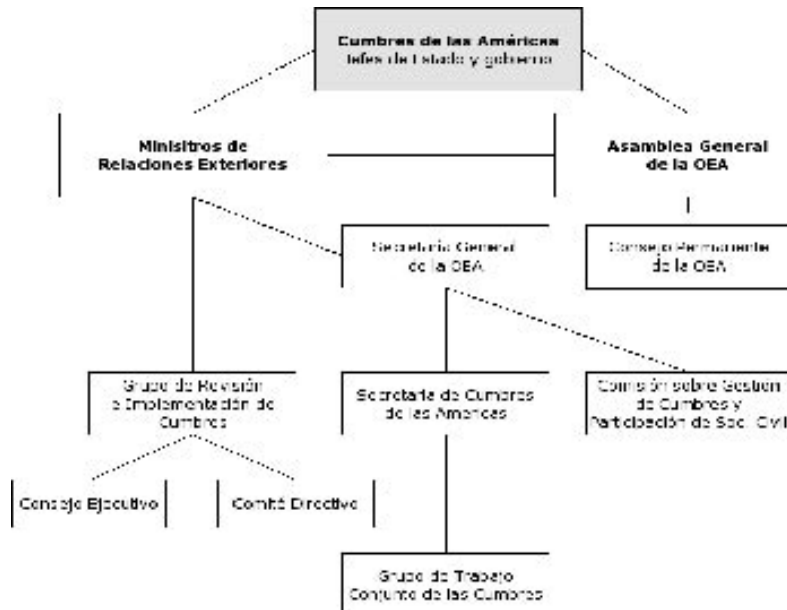 Cumbres de las Américas
Jefes de Estado y gobierno
Minisitros de
Relaciones Exteriores
Asamblea General
de la OEA
Secretaría General
de la OEA
Consejo Permanente
de la OEA
Grupo de Revisión
e Implementación de
Cumbres
Secretaría de Cumbres
de las Américas
Comisión sobre Gestión
de Cumbres y
Participación de Soc. Civil
Consejo Ejecutivo
Comité Directivo
Grupo de Trabajo
Conjunto de las Cumbres